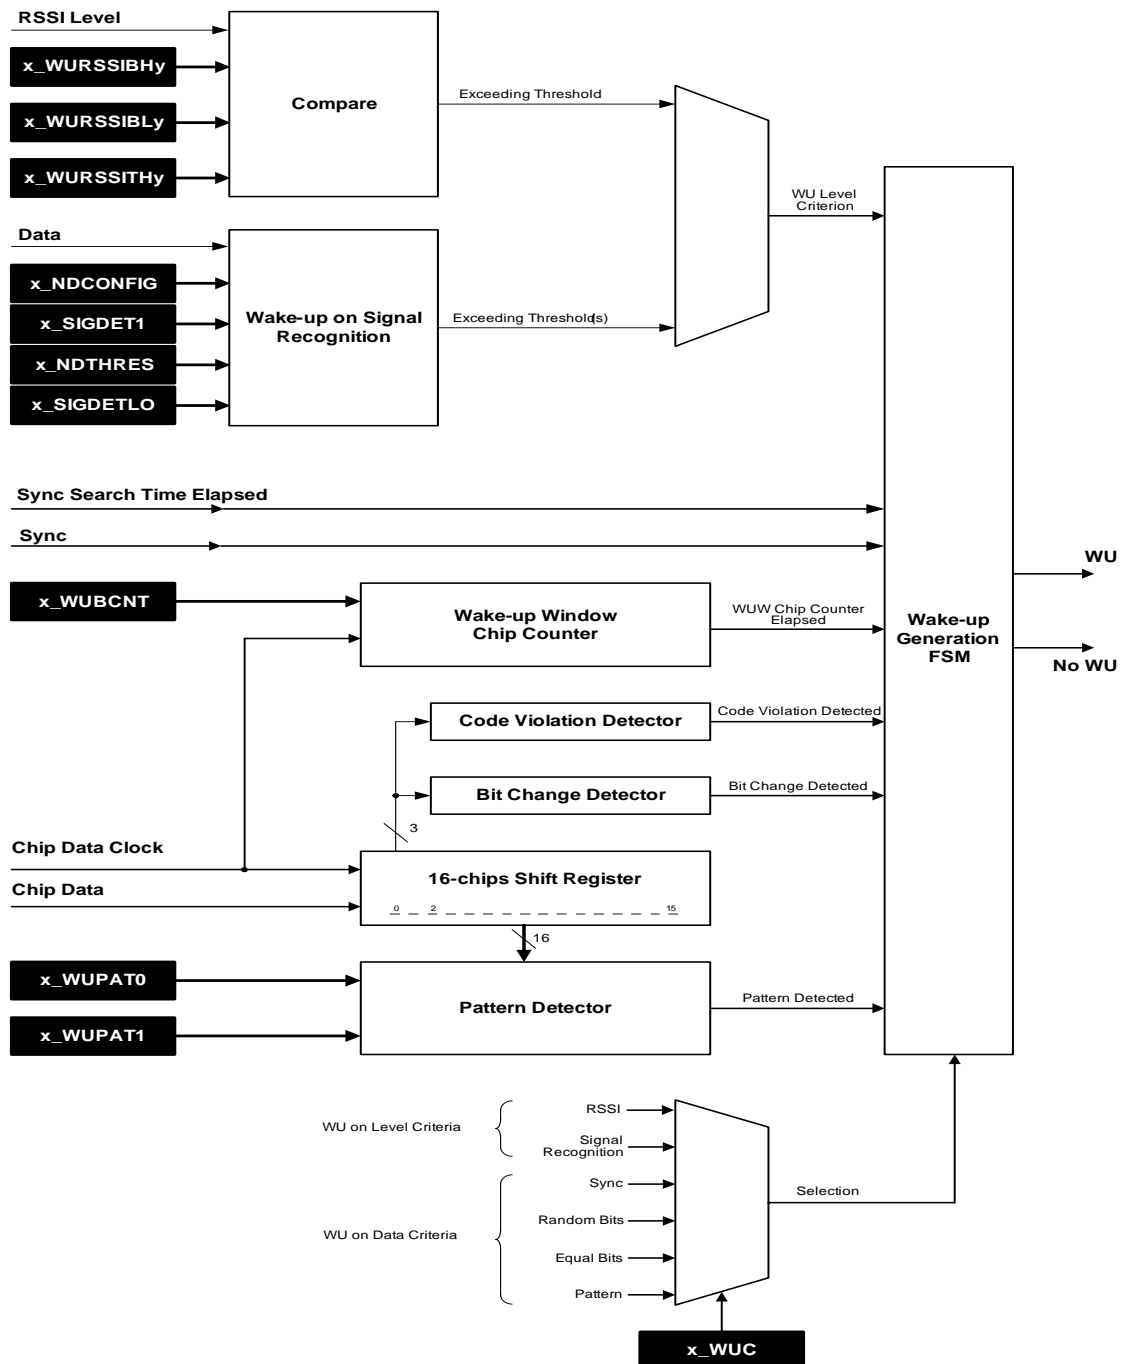 RSSI Level
x_WURSSIBHy
x_WURSSIBLy
x_WURSSITHy
Compare
Exceeding Threshold
WU Level
Criterion
Data
x_NDCONFIG
x_SIGDET1
x_NDTHRES
x_SIGDETLO
Wake-up on Signal
Recognition
Exceeding Threshold(s)
Sync Search Time Elapsed
Sync
x_WUBCNT
Wake-up Window
Chip Counter
WUW Chip Counter
Elapsed
Wake-up
Generation
FSM
WU
No WU
Code Violation Detector
Code Violation Detected
Bit Change Detector
Bit Change Detected
3
Chip Data Clock
Chip Data
16-chips Shift Register
0 2 15
16
x_WUPAT0
x_WUPAT1
Pattern Detector
Pattern Detected
WU on Level Criteria
RSSI
Signal
Recognition
WU on Data Criteria
Sync
Random Bits
Equal Bits
Pattern
Selection
x_WUC